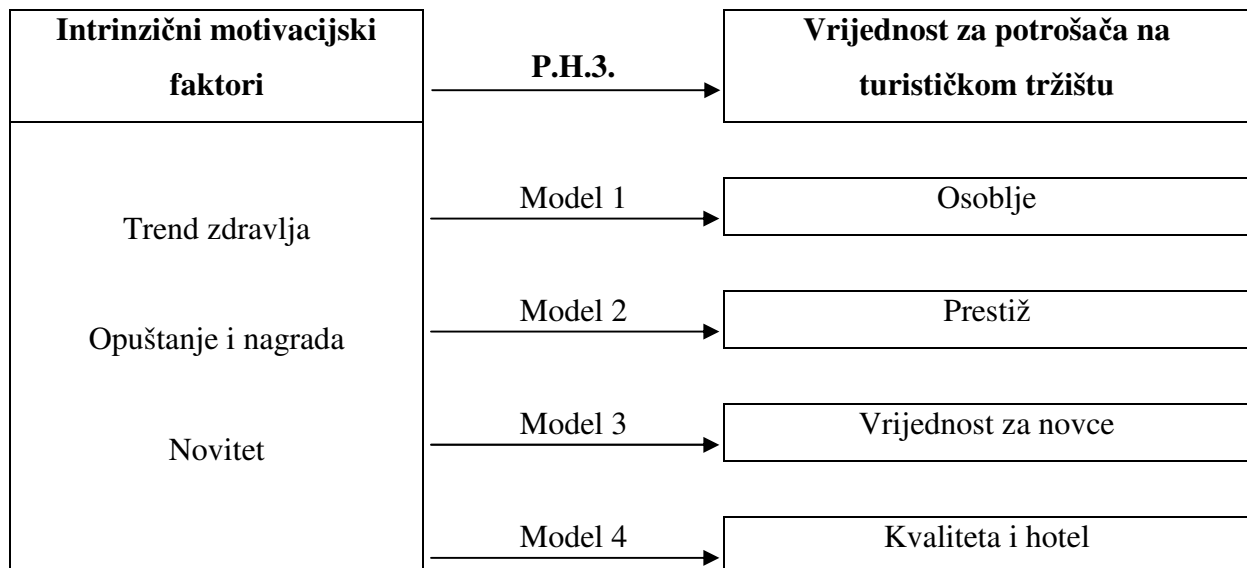 Intrinzični motivacijski
faktori
P.H.3.
Vrijednost za potrošača na
turističkom tržištu
Trend zdravlja
Opuštanje i nagrada
Novitet
Model 1
Osoblje
Model 2
Prestiž
Model 3
Vrijednost za novce
Model 4
Kvaliteta i hotel